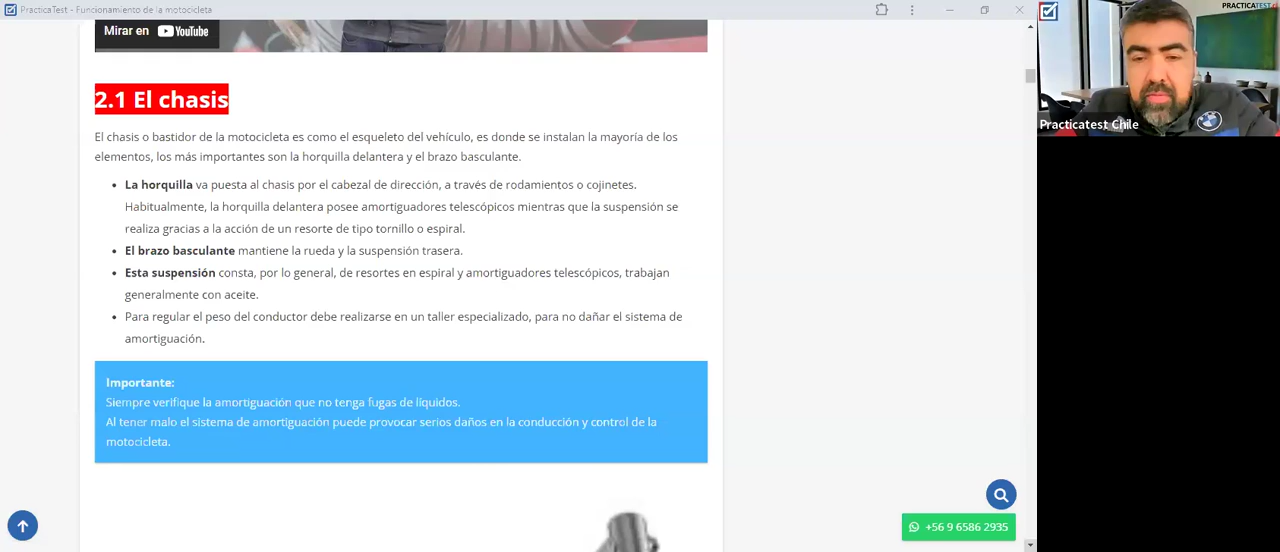 PracticaTest - Funcionamiento de la motocicleta
Mirar en YouTube
2.1 El chasis
El chasis o bastidor de la motocicleta es como el esqueleto del vehículo, es donde se instalan la mayoría de los
elementos, los más importantes son la horquilla delantera y el brazo basculante.
La horquilla va puesta al chasis por el cabezal de dirección, a través de rodamientos o cojinetes.
Habitualmente, la horquilla delantera posee amortiguadores telescópicos mientras que la suspensión se
realiza gracias a la acción de un resorte de tipo tornillo o espiral.
El brazo basculante mantiene la rueda y la suspensión trasera.
Esta suspensión consta, por lo general, de resortes en espiral y amortiguadores telescópicos, trabajan
generalmente con aceite.
Para regular el peso del conductor debe realizarse en un taller especializado, para no dañar el sistema de
amortiguación.
Importante:
Siempre verifique la amortiguación que no tenga fugas de líquidos.
Al tener malo el sistema de amortiguación puede provocar serios daños en la conducción y control de la
motocicleta.
+56 9 6586 2935
PRACTICATEST
Practicatest Chile